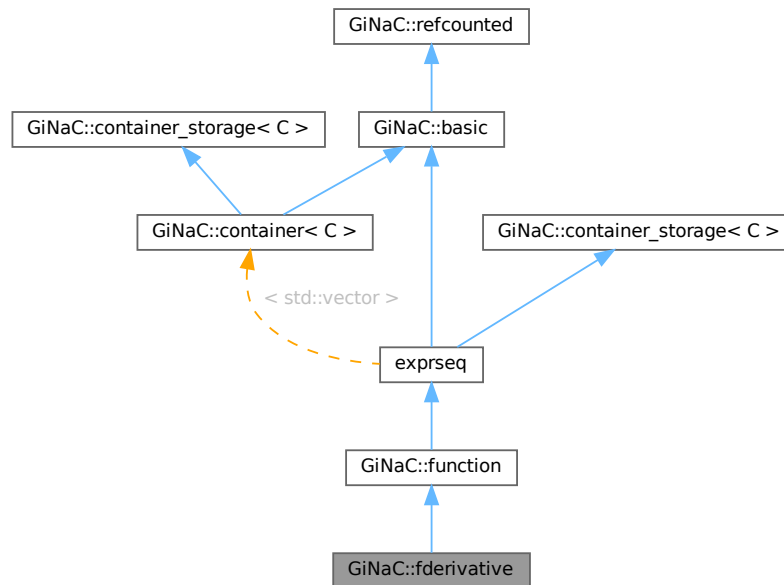 GiNaC::refcounted
GiNaC::container_storage< C >
GiNaC::basic
GiNaC::container< C >
GiNaC::container_storage< C >
< std::vector >
exprseq
GiNaC::function
GiNaC::fderivative